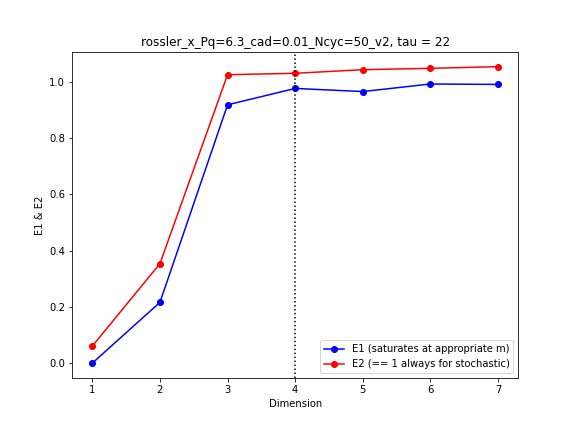 rossler_x_Pq=6.3_cad=0.01_Ncyc=50_v2, tau = 22
1.0
0.8
0.6
0.4
0.2
0.0
E1 & E2
E1 (saturates at appropriate m)
E2 (== 1 always for stochastic)
1 2 3 4 5 6 7
Dimension